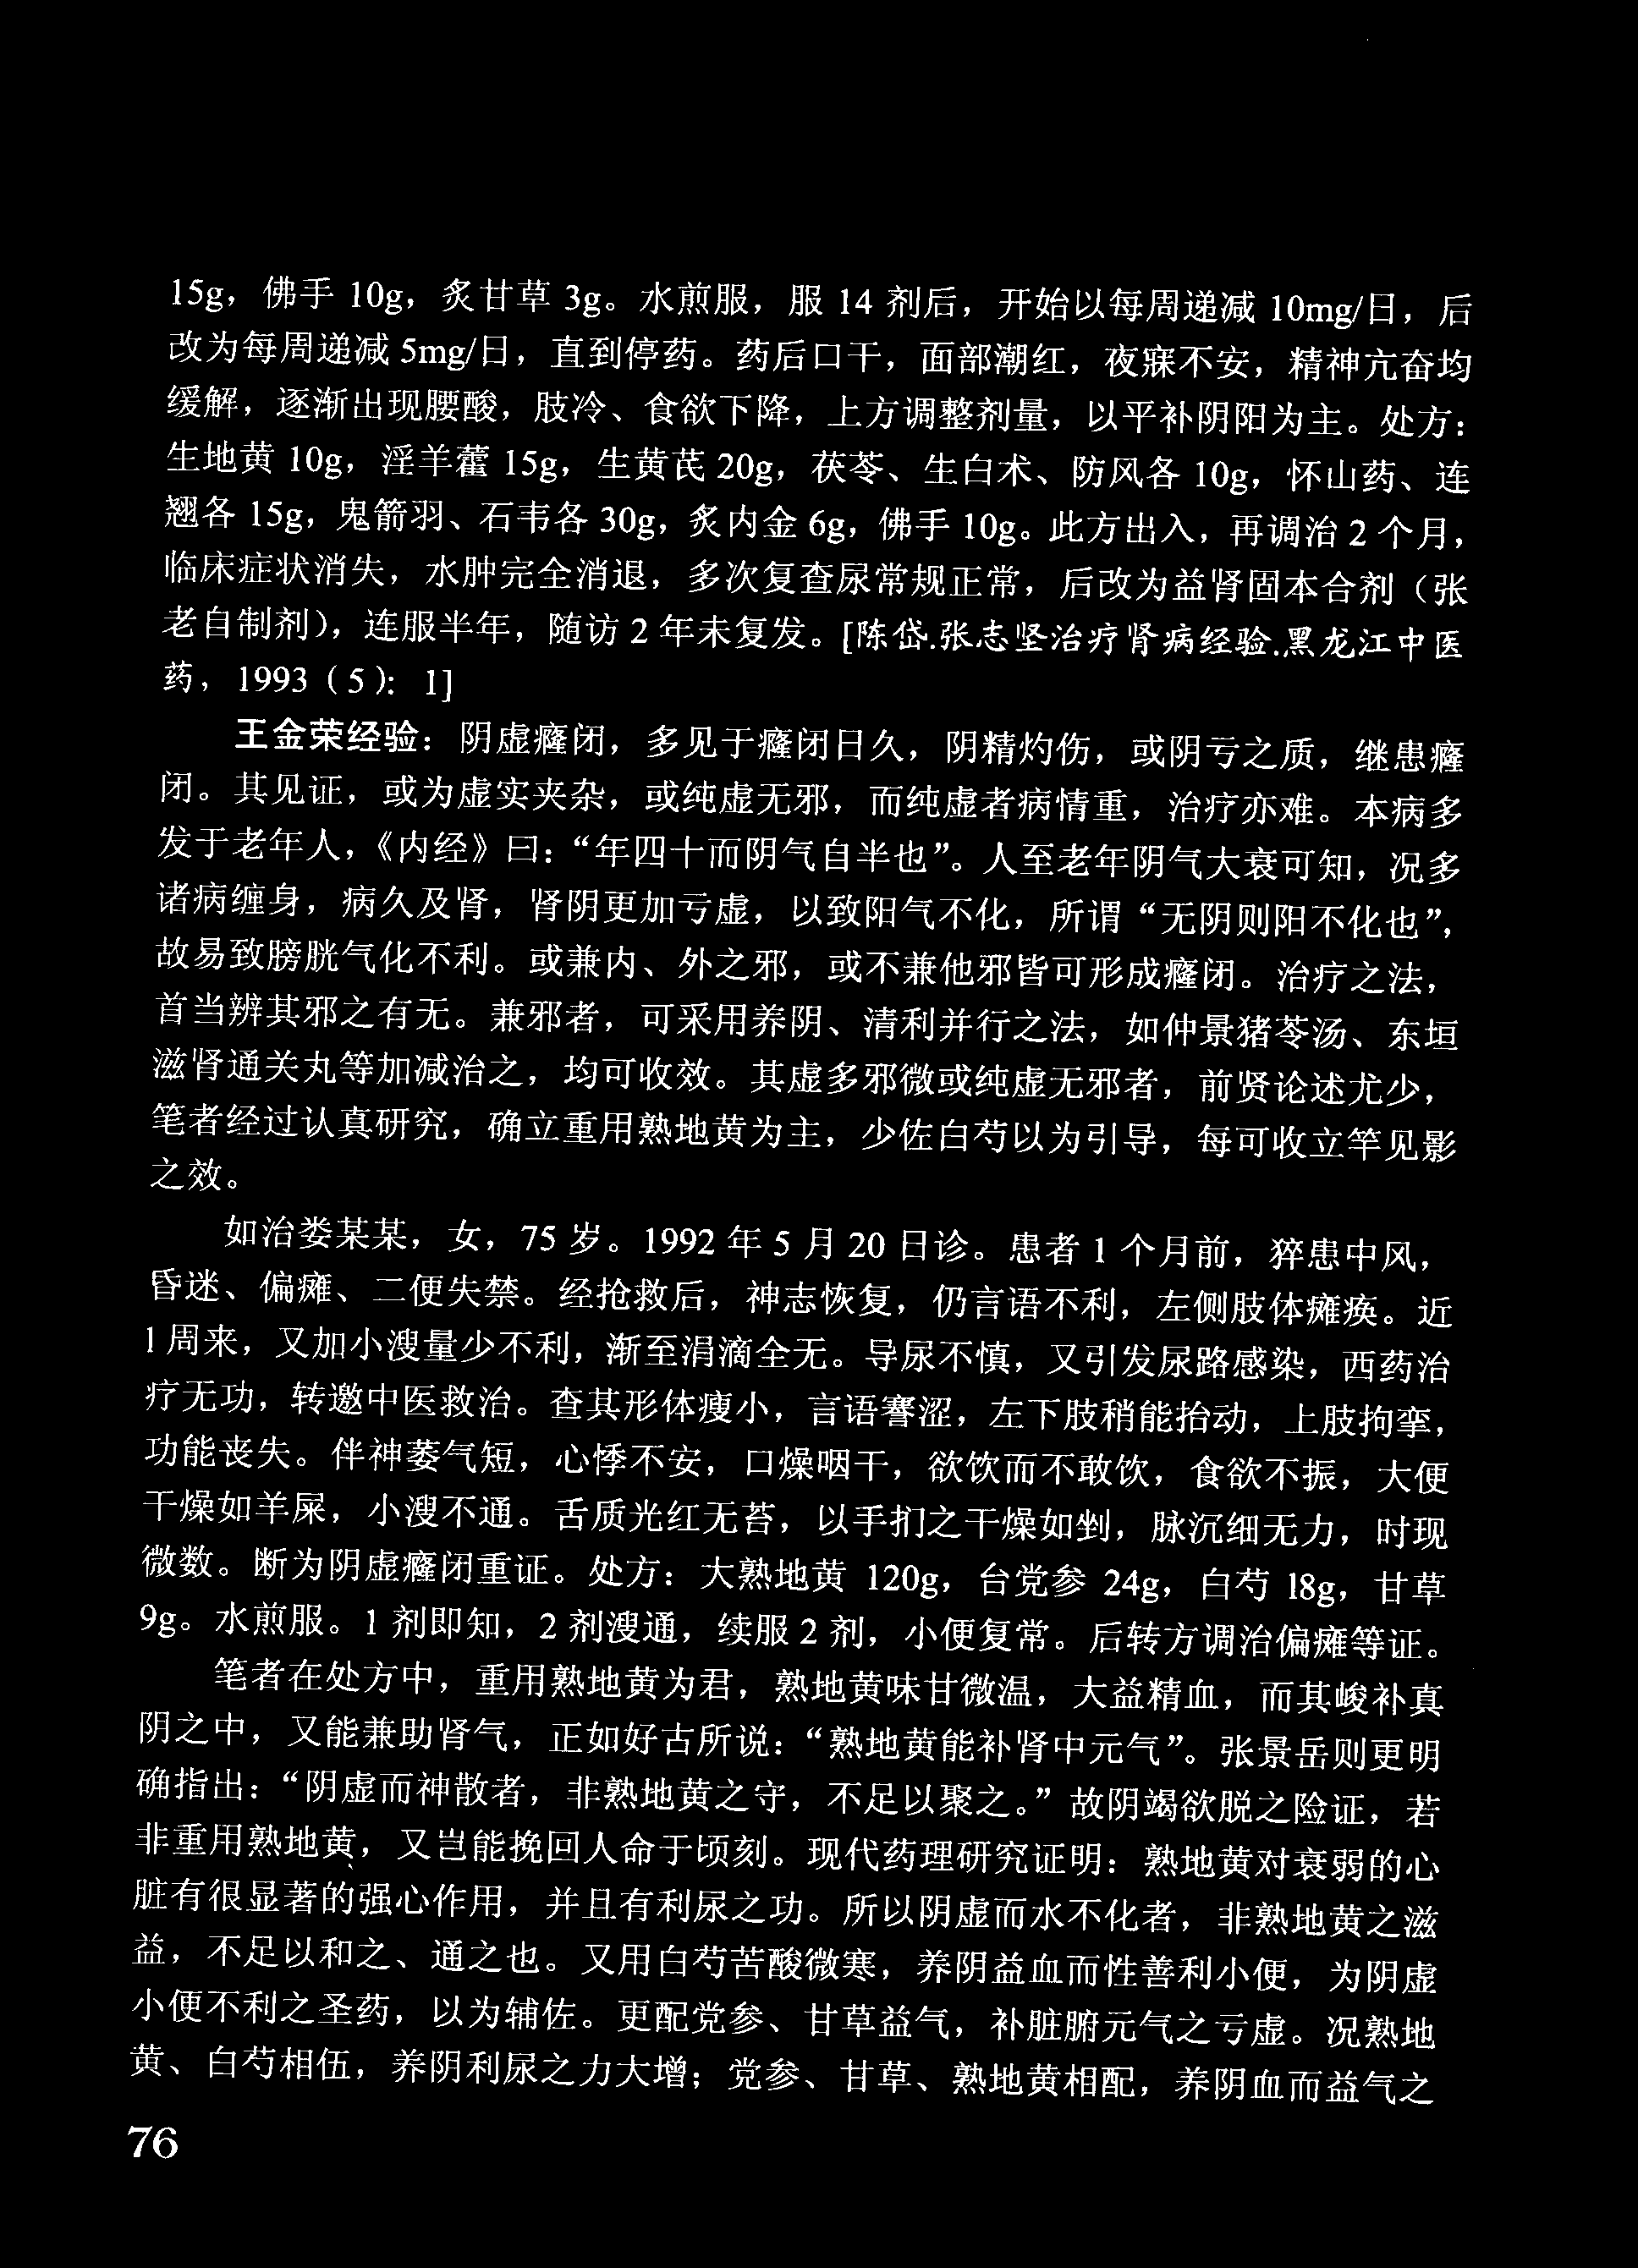 15g，佛手 10g，炙甘草 3g。水煎服，服 14 剂后，开始以每周递减 10mg/日，后
改为每周递减 5mg/日，直到停药。药后口干，面部潮红，夜寐不安，精神亢奋均
缓解，逐渐出现腰酸，肢冷、食欲下降，上方调整剂量，以平补阴阳为主。处方：
生地黄 10g，淫羊藿 15g，生黄芪 20g，茯苓、生白术、防风各 10g，怀山药、连
翘各 15g，鬼箭羽、石韦各 30g，炙内金 6g，佛手 10g。此方出入，再调治 2 个月，
临床症状消失，水肿完全消退，多次复查尿常规正常，后改为益肾固本合剂（张
老自制剂），连服半年，随访 2 年未复发。[陈岱.张志坚治疗肾病经验.黑龙江中医
药，1993（5）：1]
王金荣经验：阴虚癃闭，多见于癃闭日久，阴精灼伤，或阴亏之质，继患癃
闭。其见证，或为虚实夹杂，或纯虚无邪，而纯虚者病情重，治疗亦难。本病多
发于老年人，《内经》曰：“年四十而阴气自半也”。人至老年阴气大衰可知，况多
诸病缠身，病久及肾，肾阴更加亏虚，以致阳气不化，所谓“无阴则阳不化也”，
故易致膀胱气化不利。或兼内、外之邪，或不兼他邪皆可形成癃闭。治疗之法，
首当辨其邪之有无。兼邪者，可采用养阴、清利并行之法，如仲景猪苓汤、东垣
滋肾通关丸等加减治之，均可收效。其虚多邪微或纯虚无邪者，前贤论述尤少，
笔者经过认真研究，确立重用熟地黄为主，少佐白芍以为引导，每可收立竿见影
之效。
如治娄某某，女，75 岁。1992 年 5 月 20 日诊。患者 1 个月前，猝患中风，
昏迷、偏瘫、二便失禁。经抢救后，神志恢复，仍言语不利，左侧肢体瘫痪。近
1 周来，又加小溲量少不利，渐至涓滴全无。导尿不慎，又引发尿路感染，西药治
疗无功，转邀中医救治。查其形体瘦小，言语謇涩，左下肢稍能抬动，上肢拘挛，
功能丧失。伴神萎气短，心悸不安，口燥咽干，欲饮而不敢饮，食欲不振，大便
干燥如羊屎，小溲不通。舌质光红无苔，以手扪之干燥如剉，脉沉细无力，时现
微数。断为阴虚癃闭重证。处方：大熟地黄 120g，台党参 24g，白芍 18g，甘草
9g。水煎服。1 剂即知，2 剂溲通，续服 2 剂，小便复常。后转方调治偏瘫等证。
笔者在处方中，重用熟地黄为君，熟地黄味甘微温，大益精血，而其峻补真
阴之中，又能兼助肾气，正如好古所说：“熟地黄能补肾中元气”。张景岳则更明
确指出：“阴虚而神散者，非熟地黄之守，不足以聚之。”故阴竭欲脱之险证，若
非重用熟地黄，又岂能挽回人命于顷刻。现代药理研究证明：熟地黄对衰弱的心
脏有很显著的强心作用，并且有利尿之功。所以阴虚而水不化者，非熟地黄之滋
益，不足以和之、通之也。又用白芍苦酸微寒，养阴益血而性善利小便，为阴虚
小便不利之圣药，以为辅佐。更配党参、甘草益气，补脏腑元气之亏虚。况熟地
黄、白芍相伍，养阴利尿之力大增；党参、甘草、熟地黄相配，养阴血而益气之
76